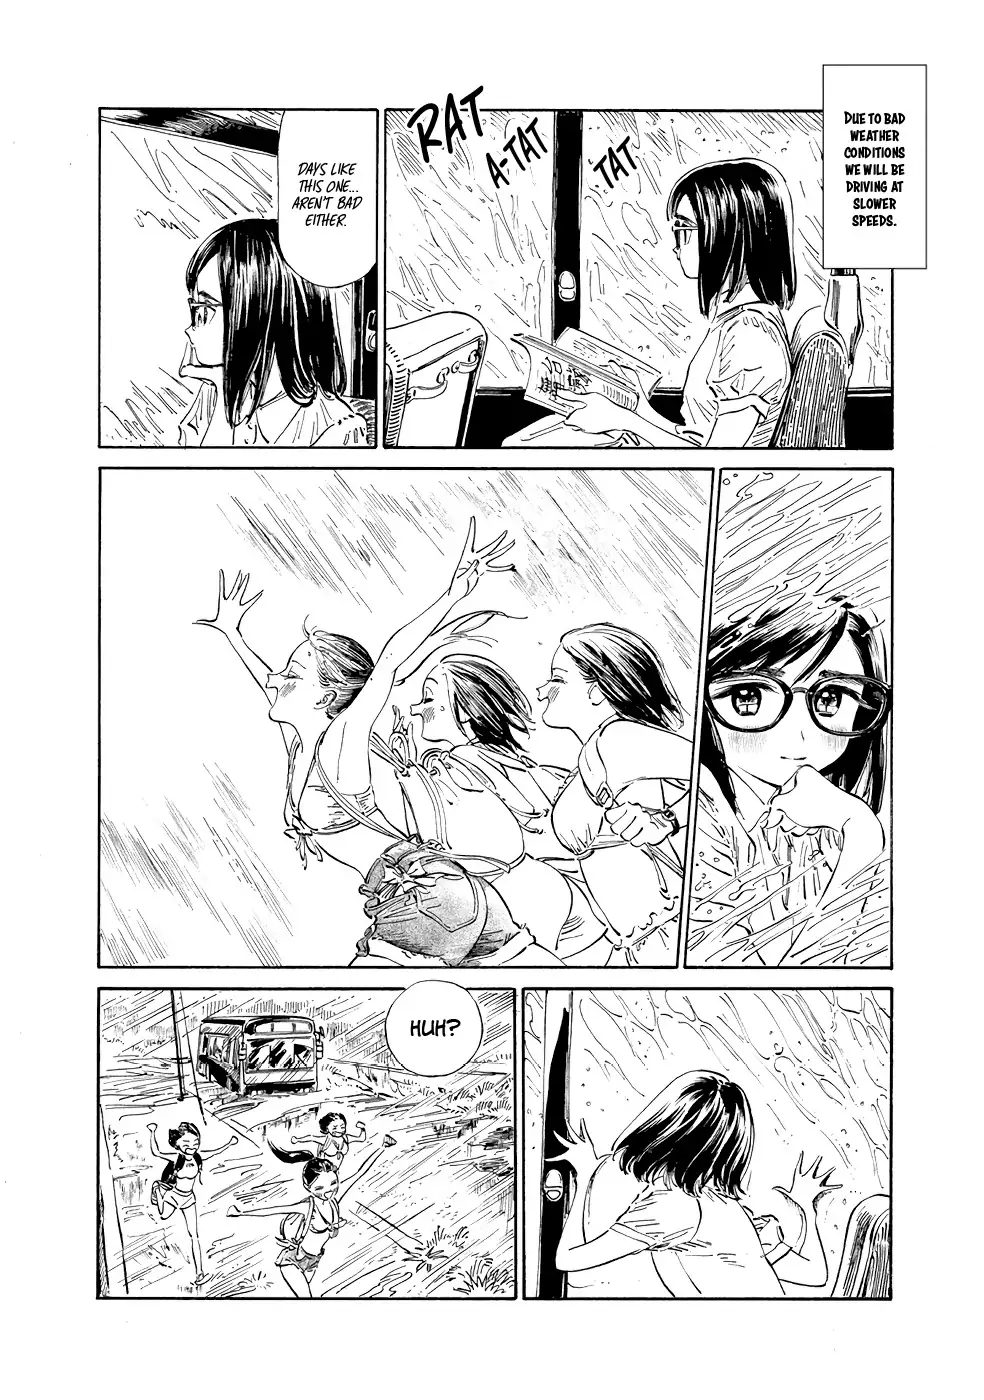 DUE TO BAD
WEATHER
CONDITIONS
WE WILL BE
DRIVING AT
SLOWER
SPEEDS.
RAT
A-TAT
TAT
DAYS LIKE
THIS ONE...
AREN'T BAD
EITHER.
HUH?